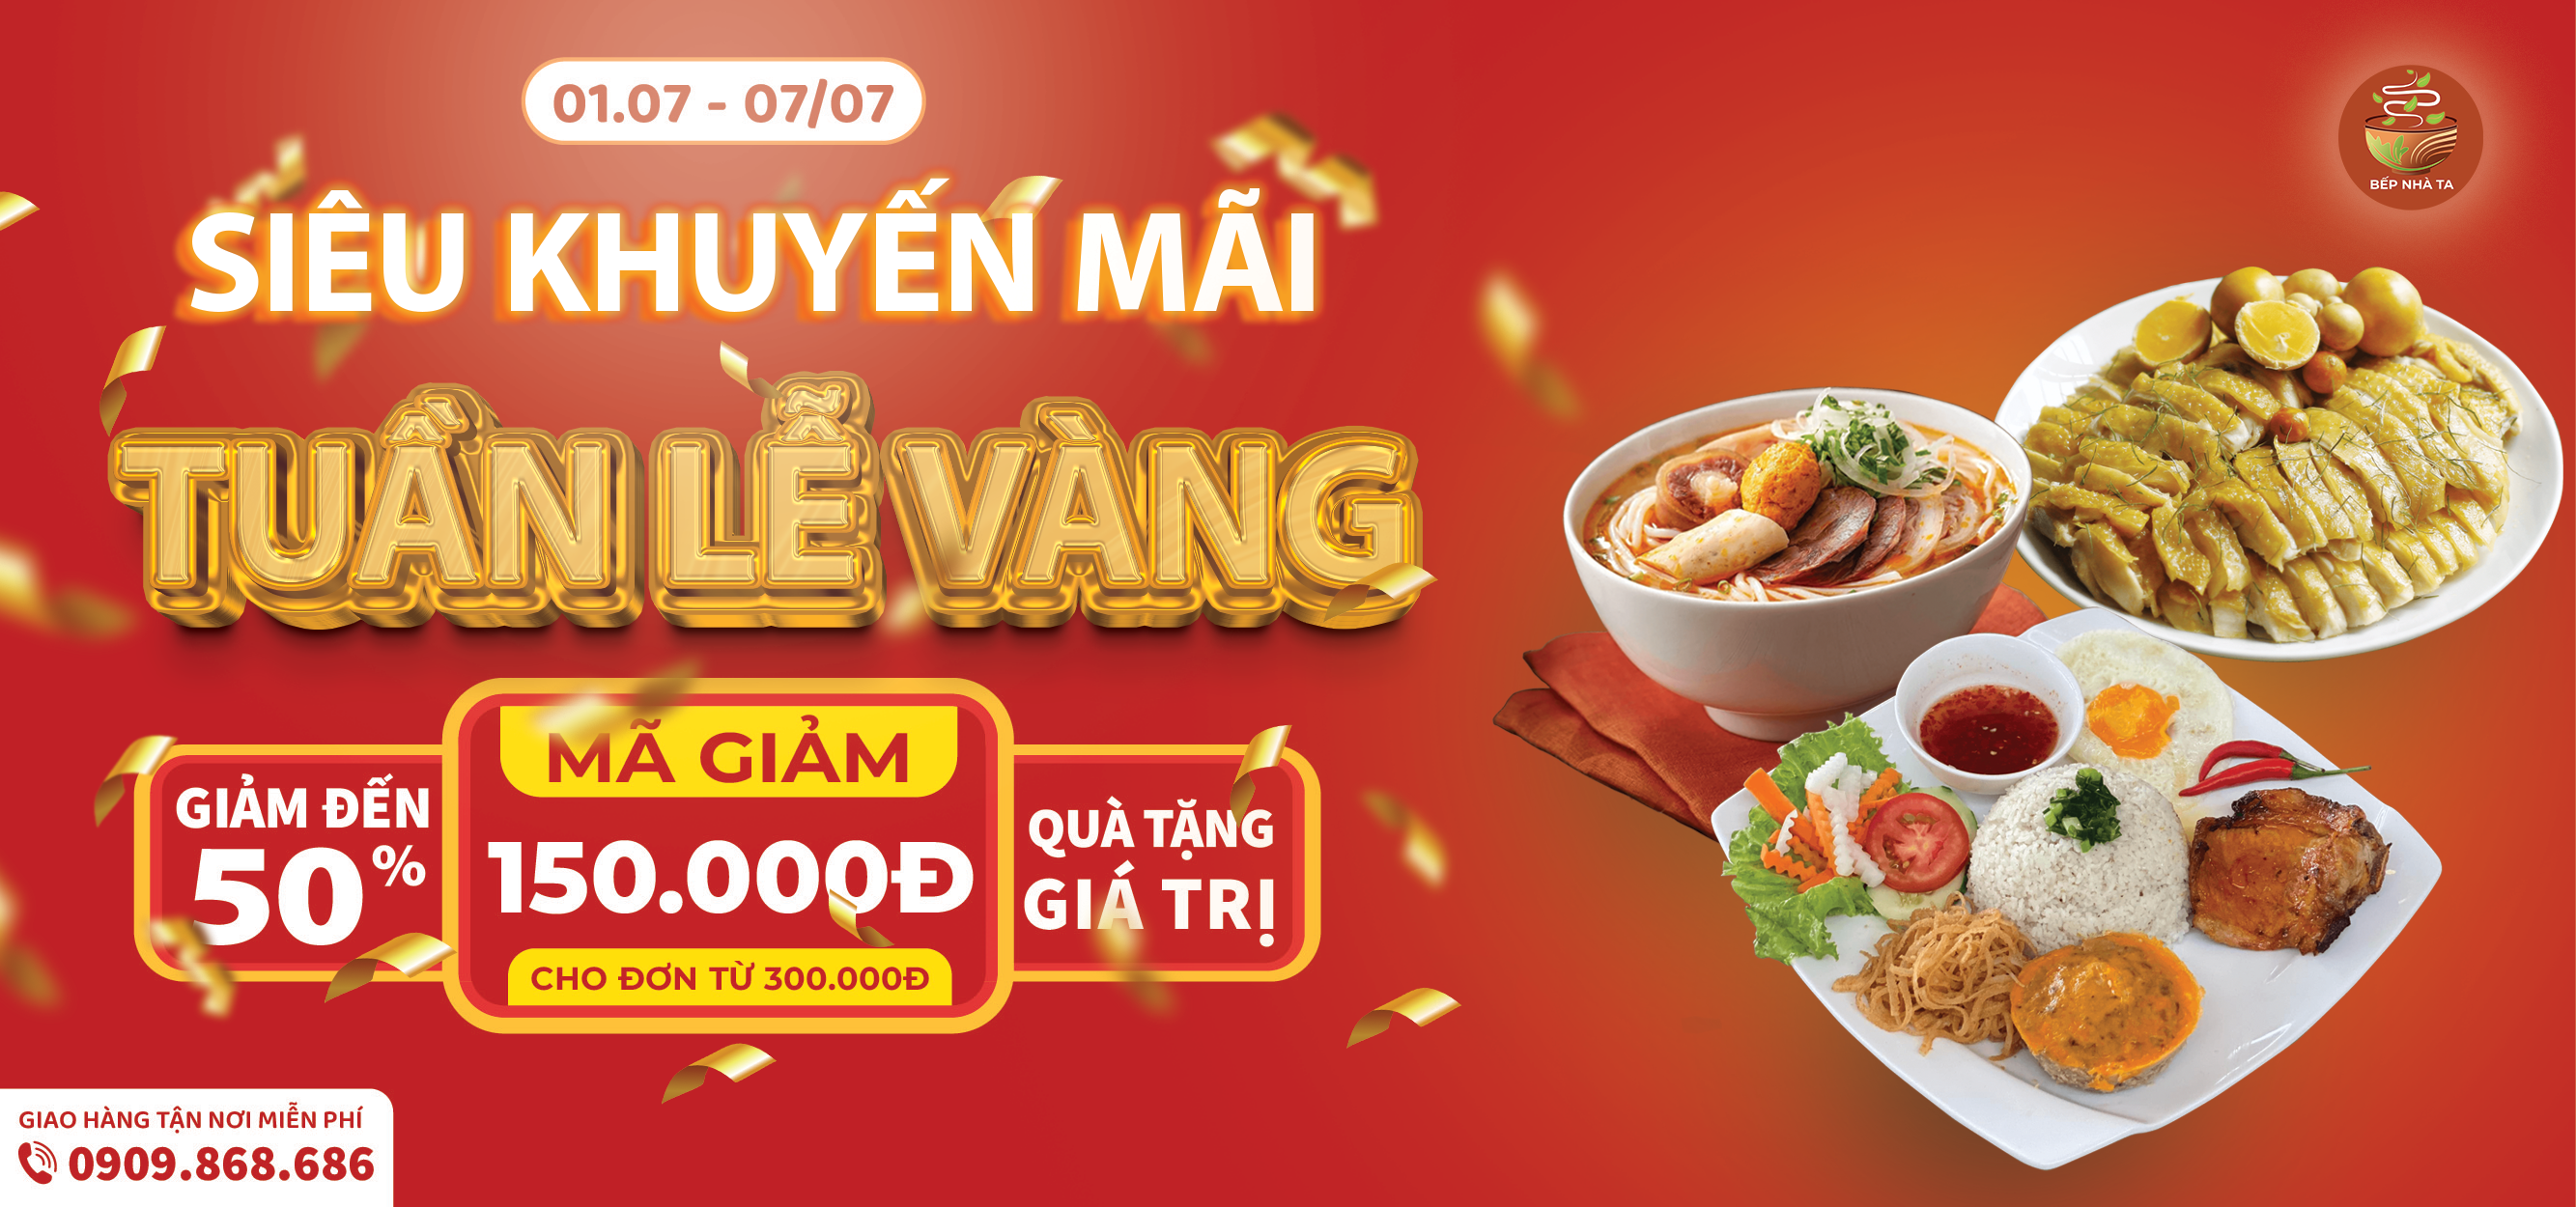 01.07 - 07/07
BẾP NHÀ TA
SIÊU KHUYẾN MÃI
TUẦN LỄ VÀNG
GIẢM ĐẾN
50%
MÃ GIẢM
150.000Đ
CHO ĐƠN TỪ 300.000Đ
QUÀ TẶNG
GIÁ TRỊ
GIAO HÀNG TẬN NƠI MIỄN PHÍ
0909.868.686